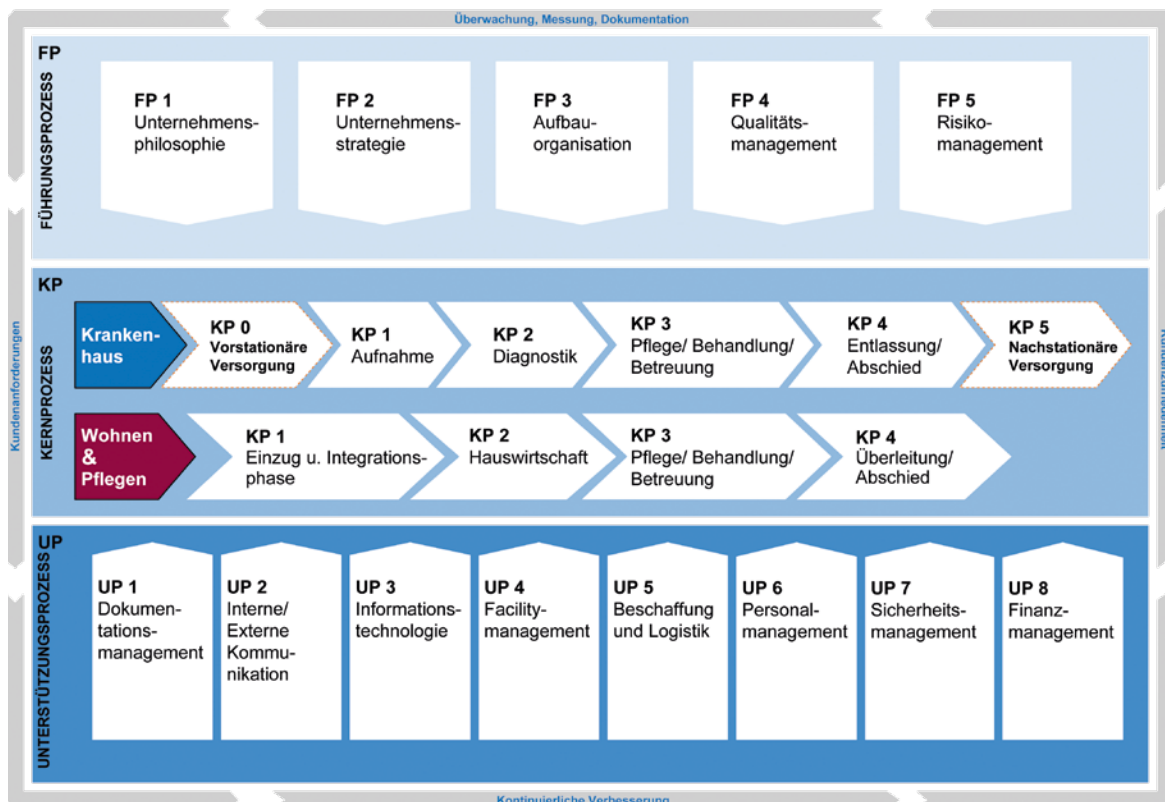 Überwachung, Messung, Dokumentation
FP
FÜHRUNGSPROZESS
FP 1
Unternehmens-
philosophie
FP 2
Unternehmens-
strategie
FP 3
Aufbau-
organisation
FP 4
Qualitäts-
management
FP 5
Risiko-
management
Kundenanforderungen
KP
KERNPROZESS
Kranken-
haus
KP 0
Vorstationäre
Versorgung
KP 1
Aufnahme
KP 2
Diagnostik
KP 3
Pflege/ Behandlung/
Betreuung
KP 4
Entlassung/
Abschied
KP 5
Nachstationäre
Versorgung
Wohnen
&
Pflegen
KP 1
Einzug u. Integrations-
phase
KP 2
Hauswirtschaft
KP 3
Pflege/ Behandlung/
Betreuung
KP 4
Überleitung/
Abschied
Kundenzufriedenheit
UP
UNTERSTÜTZUNGSPROZESS
UP 1
Dokumen-
tations-
management
UP 2
Interne/
Externe
Kommu-
nikation
UP 3
Informations-
technologie
UP 4
Facility-
management
UP 5
Beschaffung
und Logistik
UP 6
Personal-
management
UP 7
Sicherheits-
management
UP 8
Finanz-
management
Kontinuierliche Verbesserung